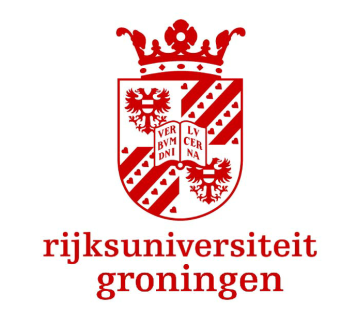 VER LV
BVM CER
DNI NA
rijksuniversiteit
groningen